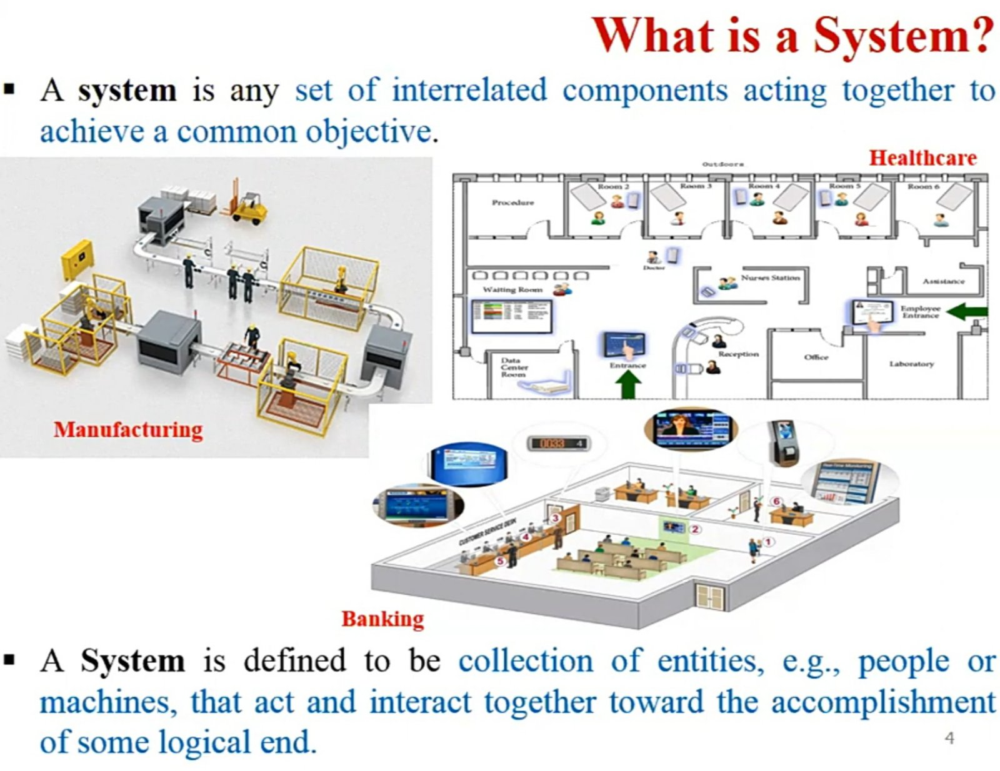 What is a System?
▪ A system is any set of interrelated components acting together to
achieve a common objective.
Healthcare
Outdoors
Room 2
Room 3
Room 4
Room 5
Room 6
Procedure
Doctor
Nurses Station
Assistance
Waiting Room
Employee
Entrance
Data
Center
Room
Entrance
Reception
Office
Laboratory
Manufacturing
0033 4
Real-Time Monitoring
CUSTOMER SERVICE DESK
6
3
2
4
1
5
Banking
▪ A System is defined to be collection of entities, e.g., people or
machines, that act and interact together toward the accomplishment
of some logical end.
4